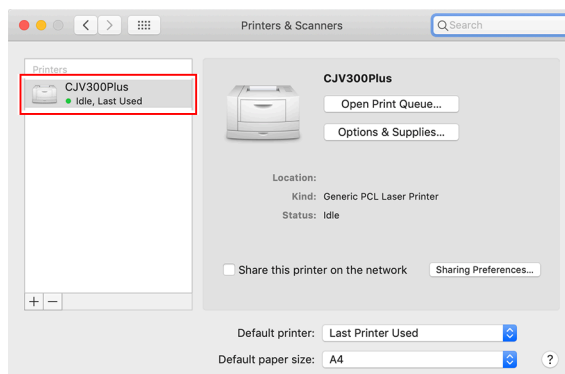 Printers & Scanners
Search
Printers
CJV300Plus
Idle, Last Used
CJV300Plus
Open Print Queue...
Options & Supplies...
Location:
Kind: Generic PCL Laser Printer
Status: Idle
Share this printer on the network
Sharing Preferences...
Default printer: Last Printer Used
Default paper size: A4
?